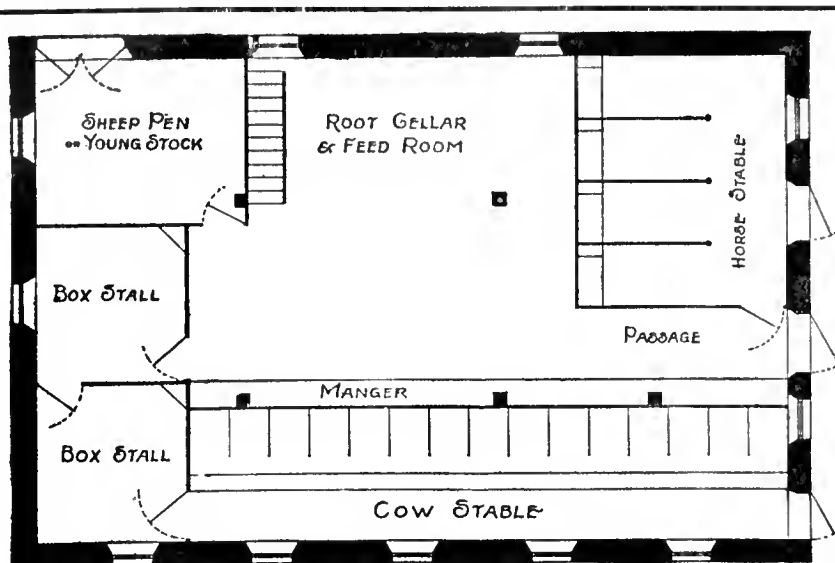 SHEEP PEN
OR YOUNG STOCK
ROOT CELLAR
& FEED ROOM
HORSE STABLE
BOX STALL
PASSAGE
MANGER
BOX STALL
COW STABLE